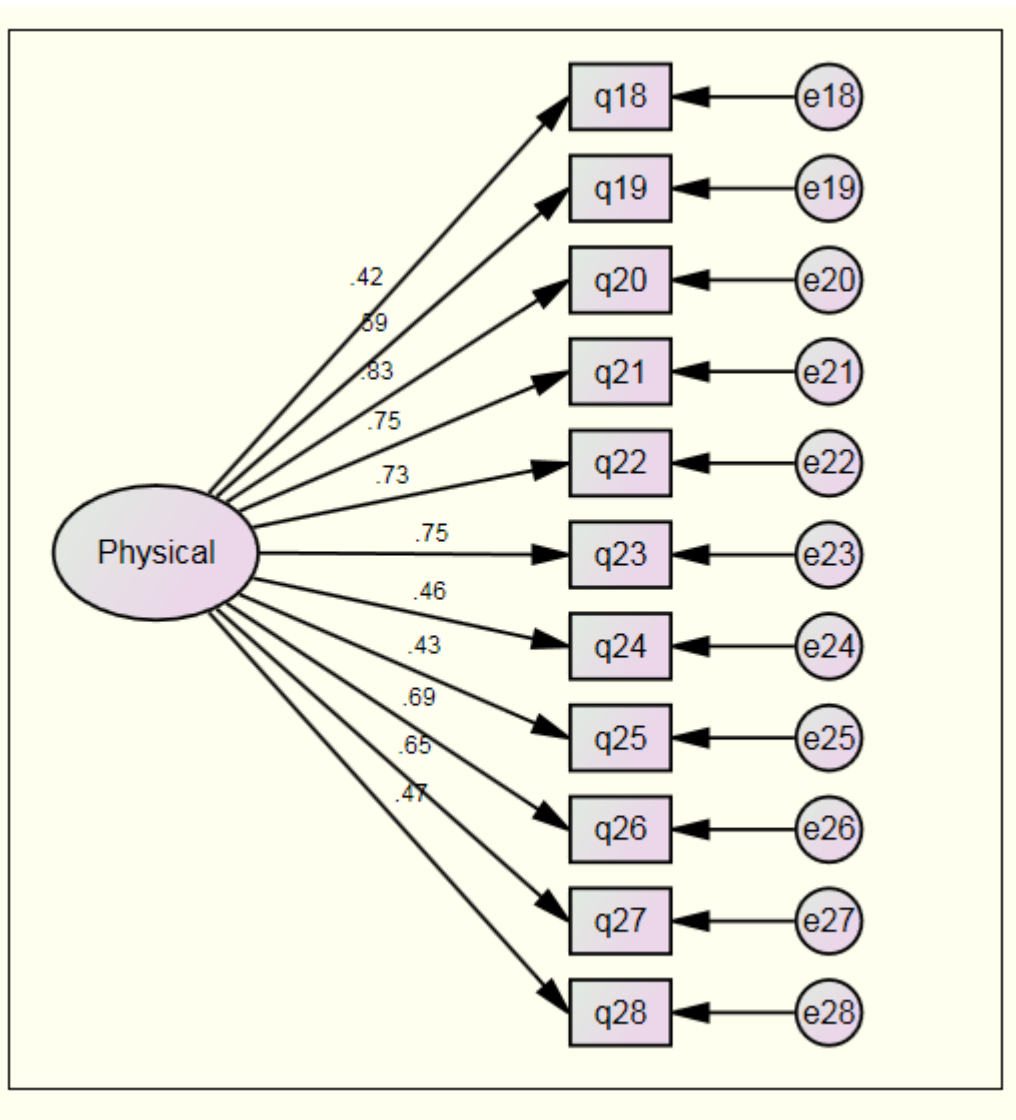 q18 e18
q19 e19
.42
q20 e20
.59
.83
q21 e21
.75
q22 e22
.73
.75
Physical
q23 e23
.46
q24 e24
.43
.69
q25 e25
.65
.47
q26 e26
q27 e27
q28 e28